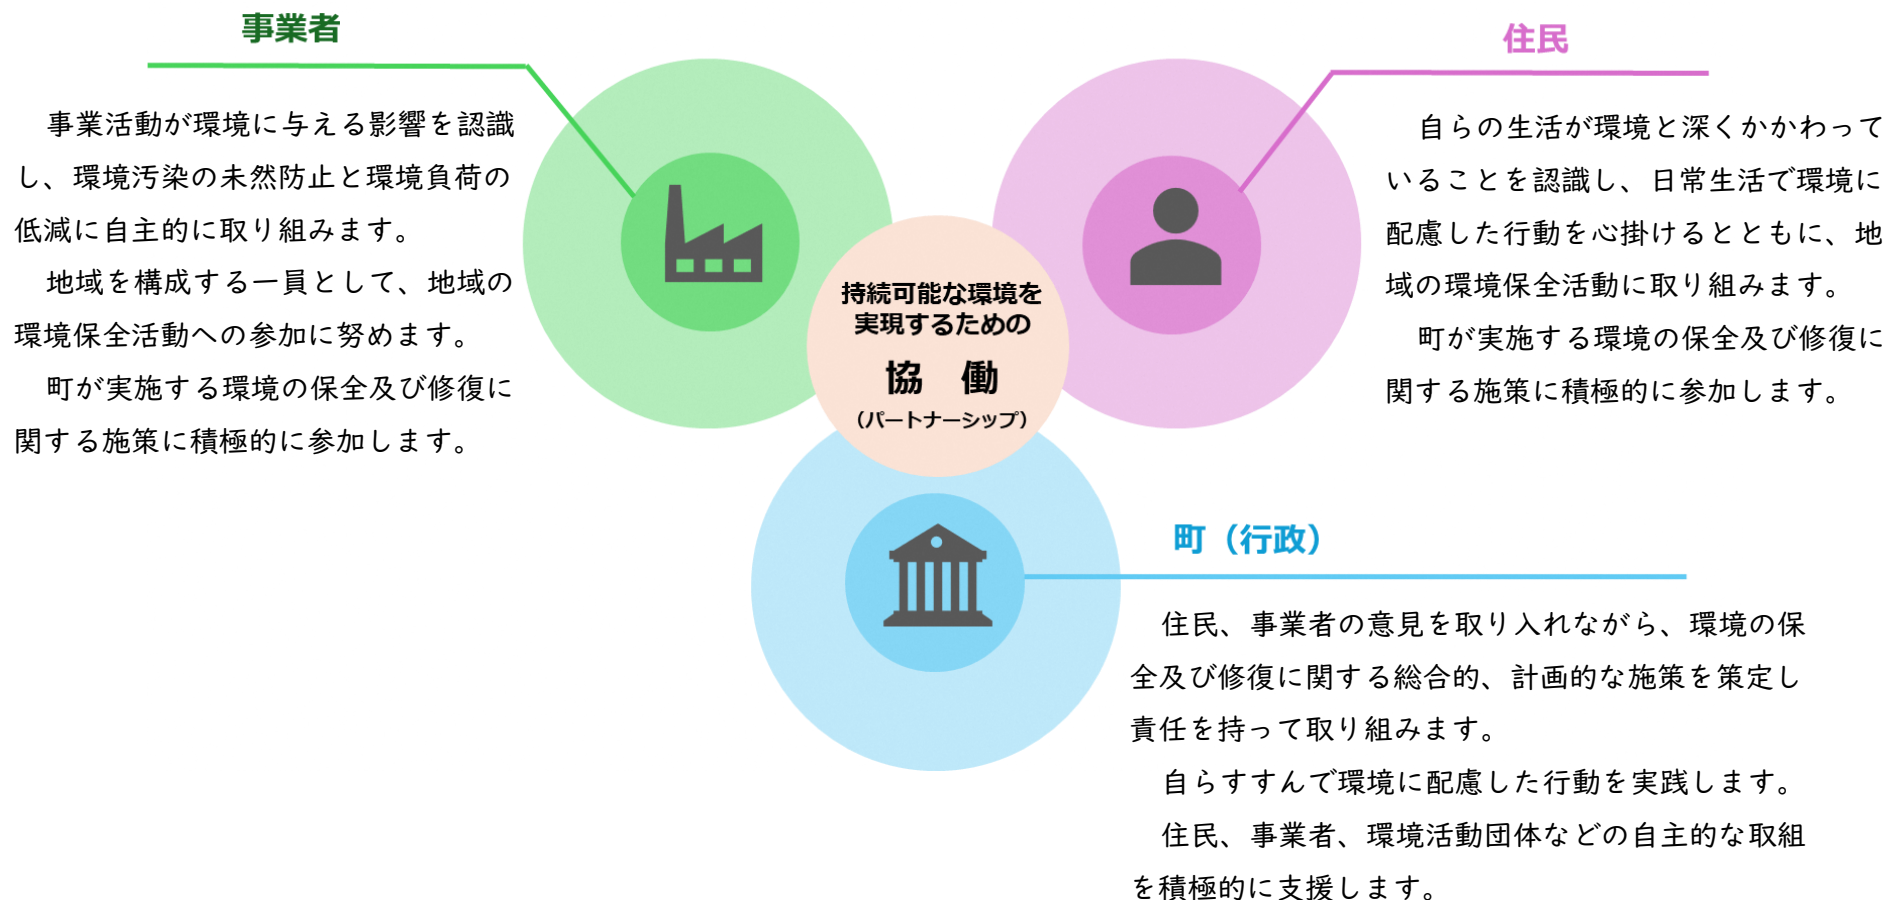 事業者
事業活動が環境に与える影響を認識
し、環境汚染の未然防止と環境負荷の
低減に自主的に取り組みます。
地域を構成する一員として、地域の
環境保全活動への参加に努めます。
町が実施する環境の保全及び修復に
関する施策に積極的に参加します。
持続可能な環境を
実現するための
協　働
（パートナーシップ）
住民
自らの生活が環境と深くかかわって
いることを認識し、日常生活で環境に
配慮した行動を心掛けるとともに、地
域の環境保全活動に取り組みます。
町が実施する環境の保全及び修復に
関する施策に積極的に参加します。
町（行政）
住民、事業者の意見を取り入れながら、環境の保
全及び修復に関する総合的、計画的な施策を策定し
責任を持って取り組みます。
自らすすんで環境に配慮した行動を実践します。
住民、事業者、環境活動団体などの自主的な取組
を積極的に支援します。